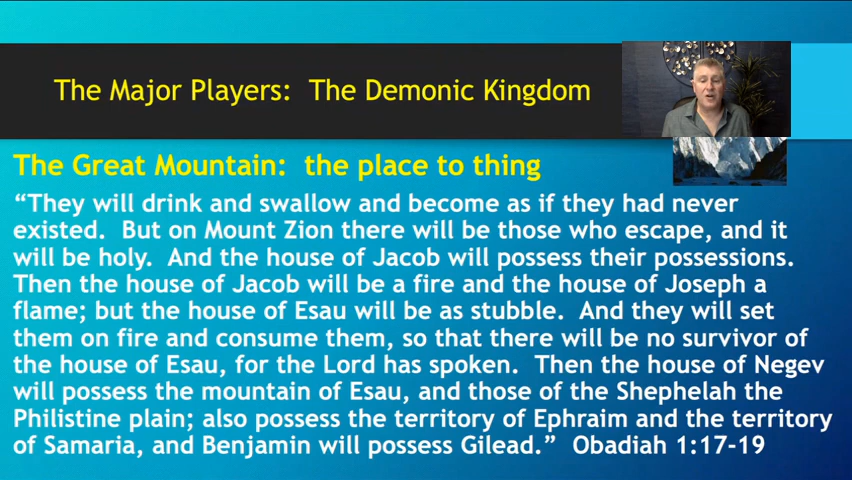 The Major Players:  The Demonic Kingdom
The Great Mountain:  the place to thing
“They will drink and swallow and become as if they had never
existed.  But on Mount Zion there will be those who escape, and it
will be holy.  And the house of Jacob will possess their possessions.
Then the house of Jacob will be a fire and the house of Joseph a
flame; but the house of Esau will be as stubble.  And they will set
them on fire and consume them, so that there will be no survivor of
the house of Esau, for the Lord has spoken.  Then the house of Negev
will possess the mountain of Esau, and those of the Shephelah the
Philistine plain; also possess the territory of Ephraim and the territory
of Samaria, and Benjamin will possess Gilead.”  Obadiah 1:17-19